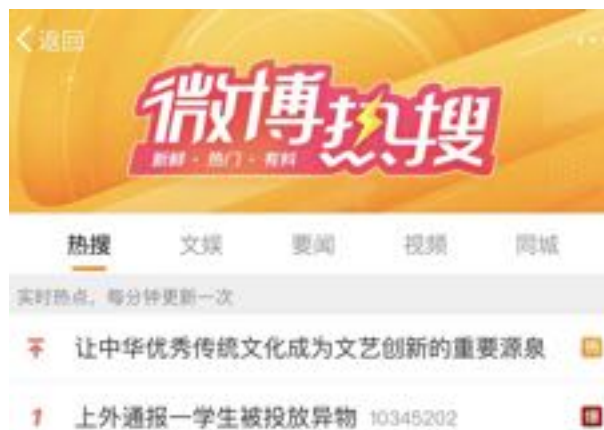 返回
微博热搜
新鲜·热门·有料
热搜 文娱 要闻 视频 同城
实时热点，每分钟更新一次
让中华优秀传统文化成为文艺创新的重要源泉 热
1 上外通报一学生被投放异物 10345202 爆